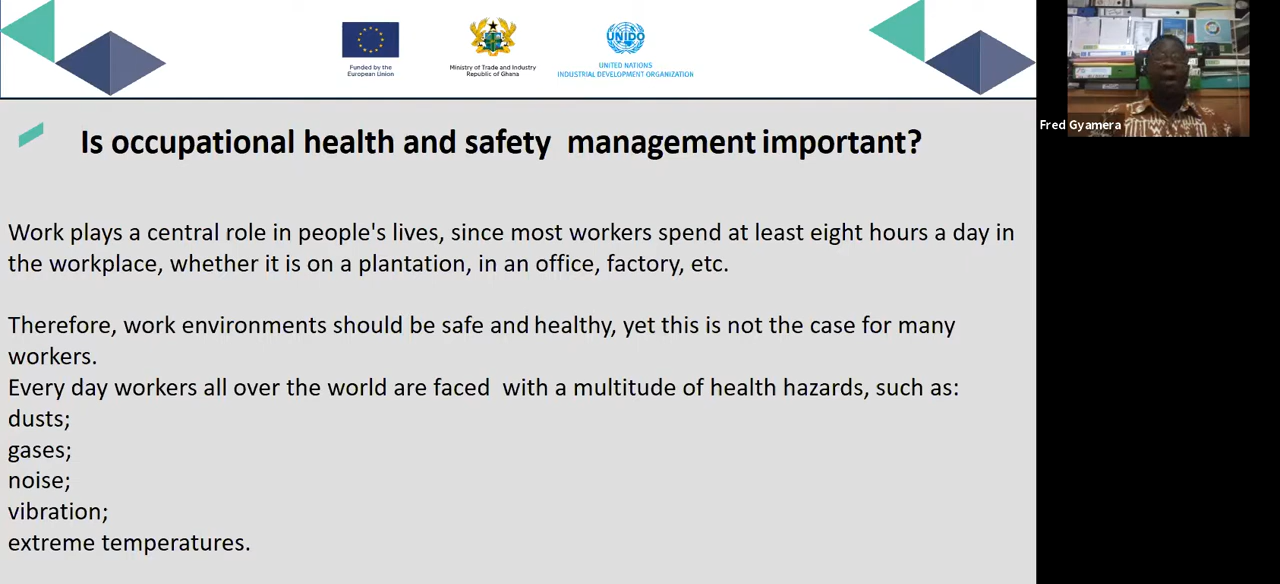 Funded by the
European Union
Ministry of Trade and Industry
Republic of Ghana
UNIDO
UNITED NATIONS
INDUSTRIAL DEVELOPMENT ORGANIZATION
Fred Gyamera
Is occupational health and safety management important?
Work plays a central role in people's lives, since most workers spend at least eight hours a day in
the workplace, whether it is on a plantation, in an office, factory, etc.
Therefore, work environments should be safe and healthy, yet this is not the case for many
workers.
Every day workers all over the world are faced with a multitude of health hazards, such as:
dusts;
gases;
noise;
vibration;
extreme temperatures.